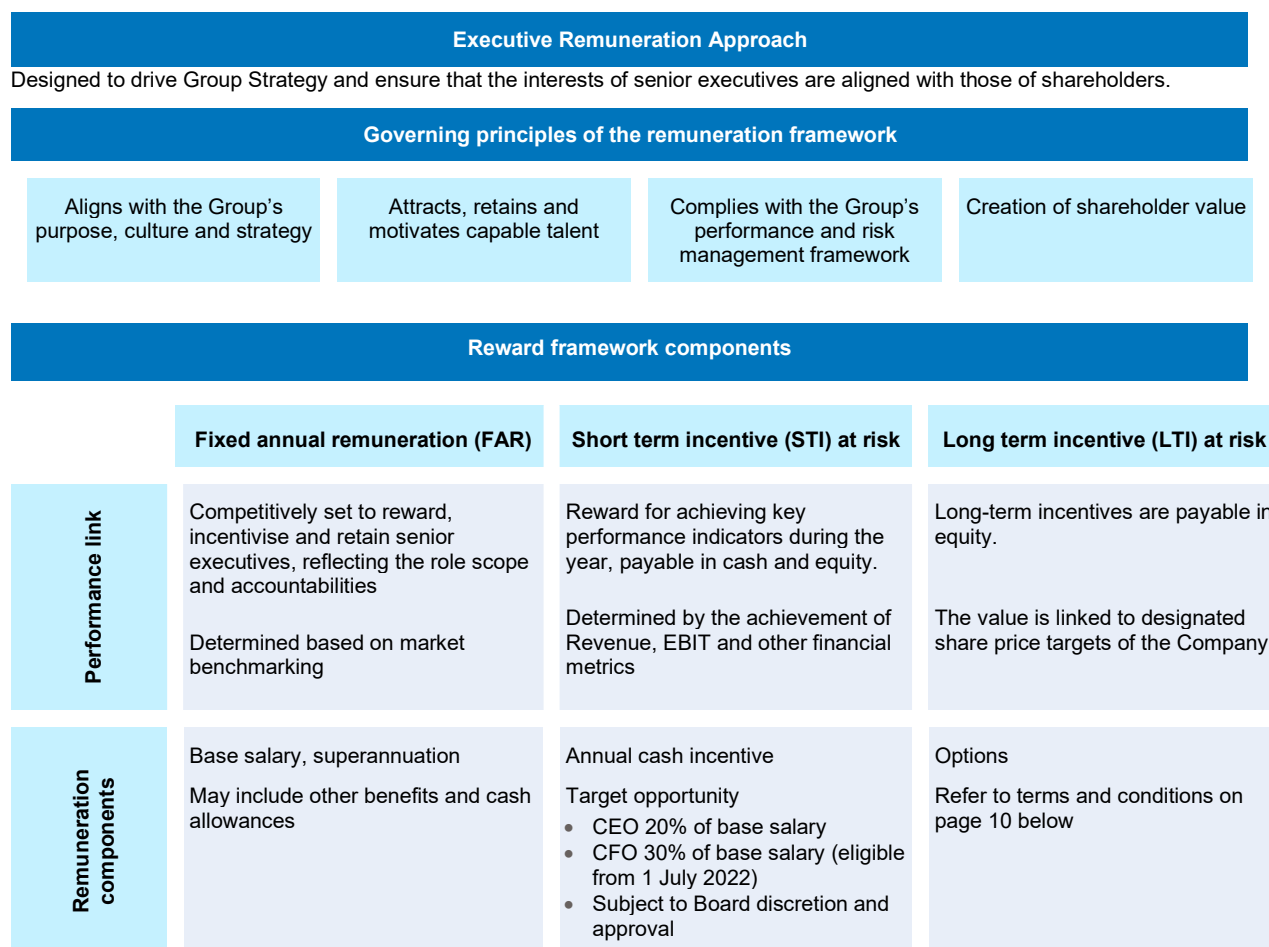 Executive Remuneration Approach
Designed to drive Group Strategy and ensure that the interests of senior executives are aligned with those of shareholders.
Governing principles of the remuneration framework
Aligns with the Group's
purpose, culture and strategy
Attracts, retains and
motivates capable talent
Complies with the Group's
performance and risk
management framework
Creation of shareholder value
Reward framework components
Fixed annual remuneration (FAR)
Short term incentive (STI) at risk
Long term incentive (LTI) at risk
Performance link
Competitively set to reward,
incentivise and retain senior
executives, reflecting the role scope
and accountabilities
Determined based on market
benchmarking
Reward for achieving key
performance indicators during the
year, payable in cash and equity.
Determined by the achievement of
Revenue, EBIT and other financial
metrics
Long-term incentives are payable in
equity.
The value is linked to designated
share price targets of the Company
Remuneration
components
Base salary, superannuation
May include other benefits and cash
allowances
Annual cash incentive
Target opportunity
• CEO 20% of base salary
• CFO 30% of base salary (eligible
from 1 July 2022)
• Subject to Board discretion and
approval
Options
Refer to terms and conditions on
page 10 below